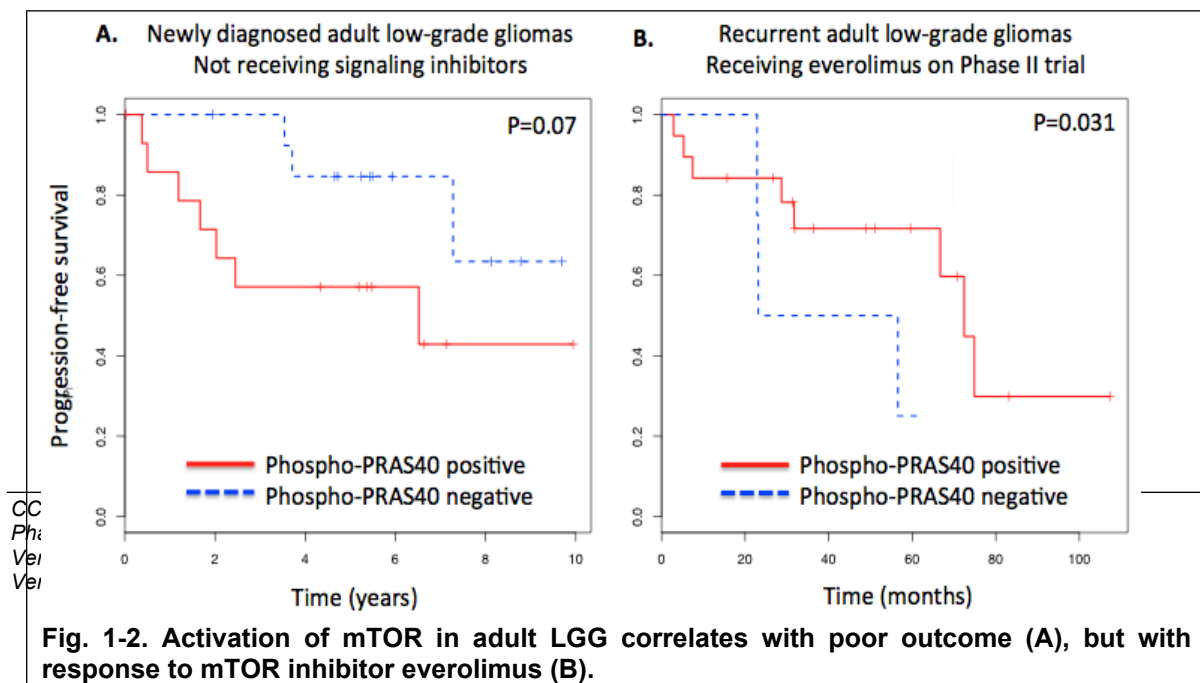 A. Newly diagnosed adult low-grade gliomas
Not receiving signaling inhibitors
B. Recurrent adult low-grade gliomas
Receiving everolimus on Phase II trial
Progression-free survival
1.0
0.8
0.6
0.4
0.2
0.0
P=0.07
Phospho-PRAS40 positive
Phospho-PRAS40 negative
0 2 4 6 8 10
Time (years)
1.0
0.8
0.6
0.4
0.2
0.0
P=0.031
Phospho-PRAS40 positive
Phospho-PRAS40 negative
0 20 40 60 80 100
Time (months)
CC
Pha
Ver
Ver
Fig. 1-2. Activation of mTOR in adult LGG correlates with poor outcome (A), but with
response to mTOR inhibitor everolimus (B).